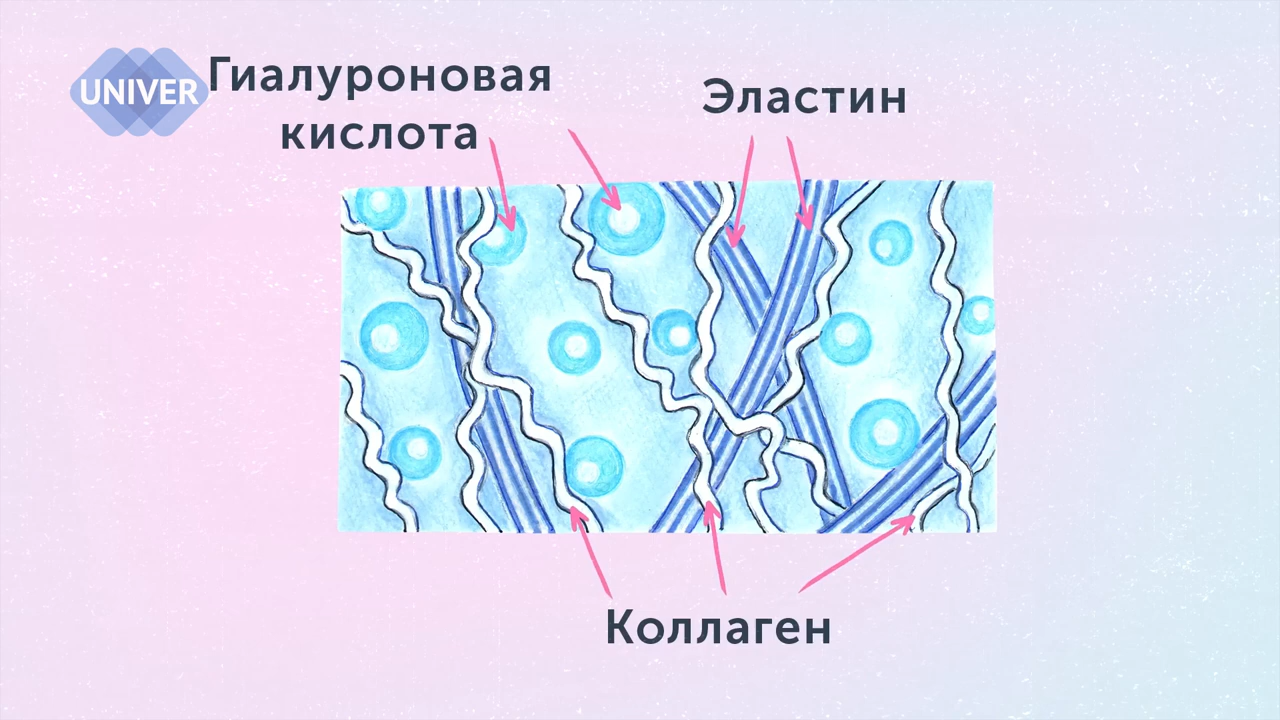 UNIVER
Гиалуроновая
кислота
Эластин
Коллаген